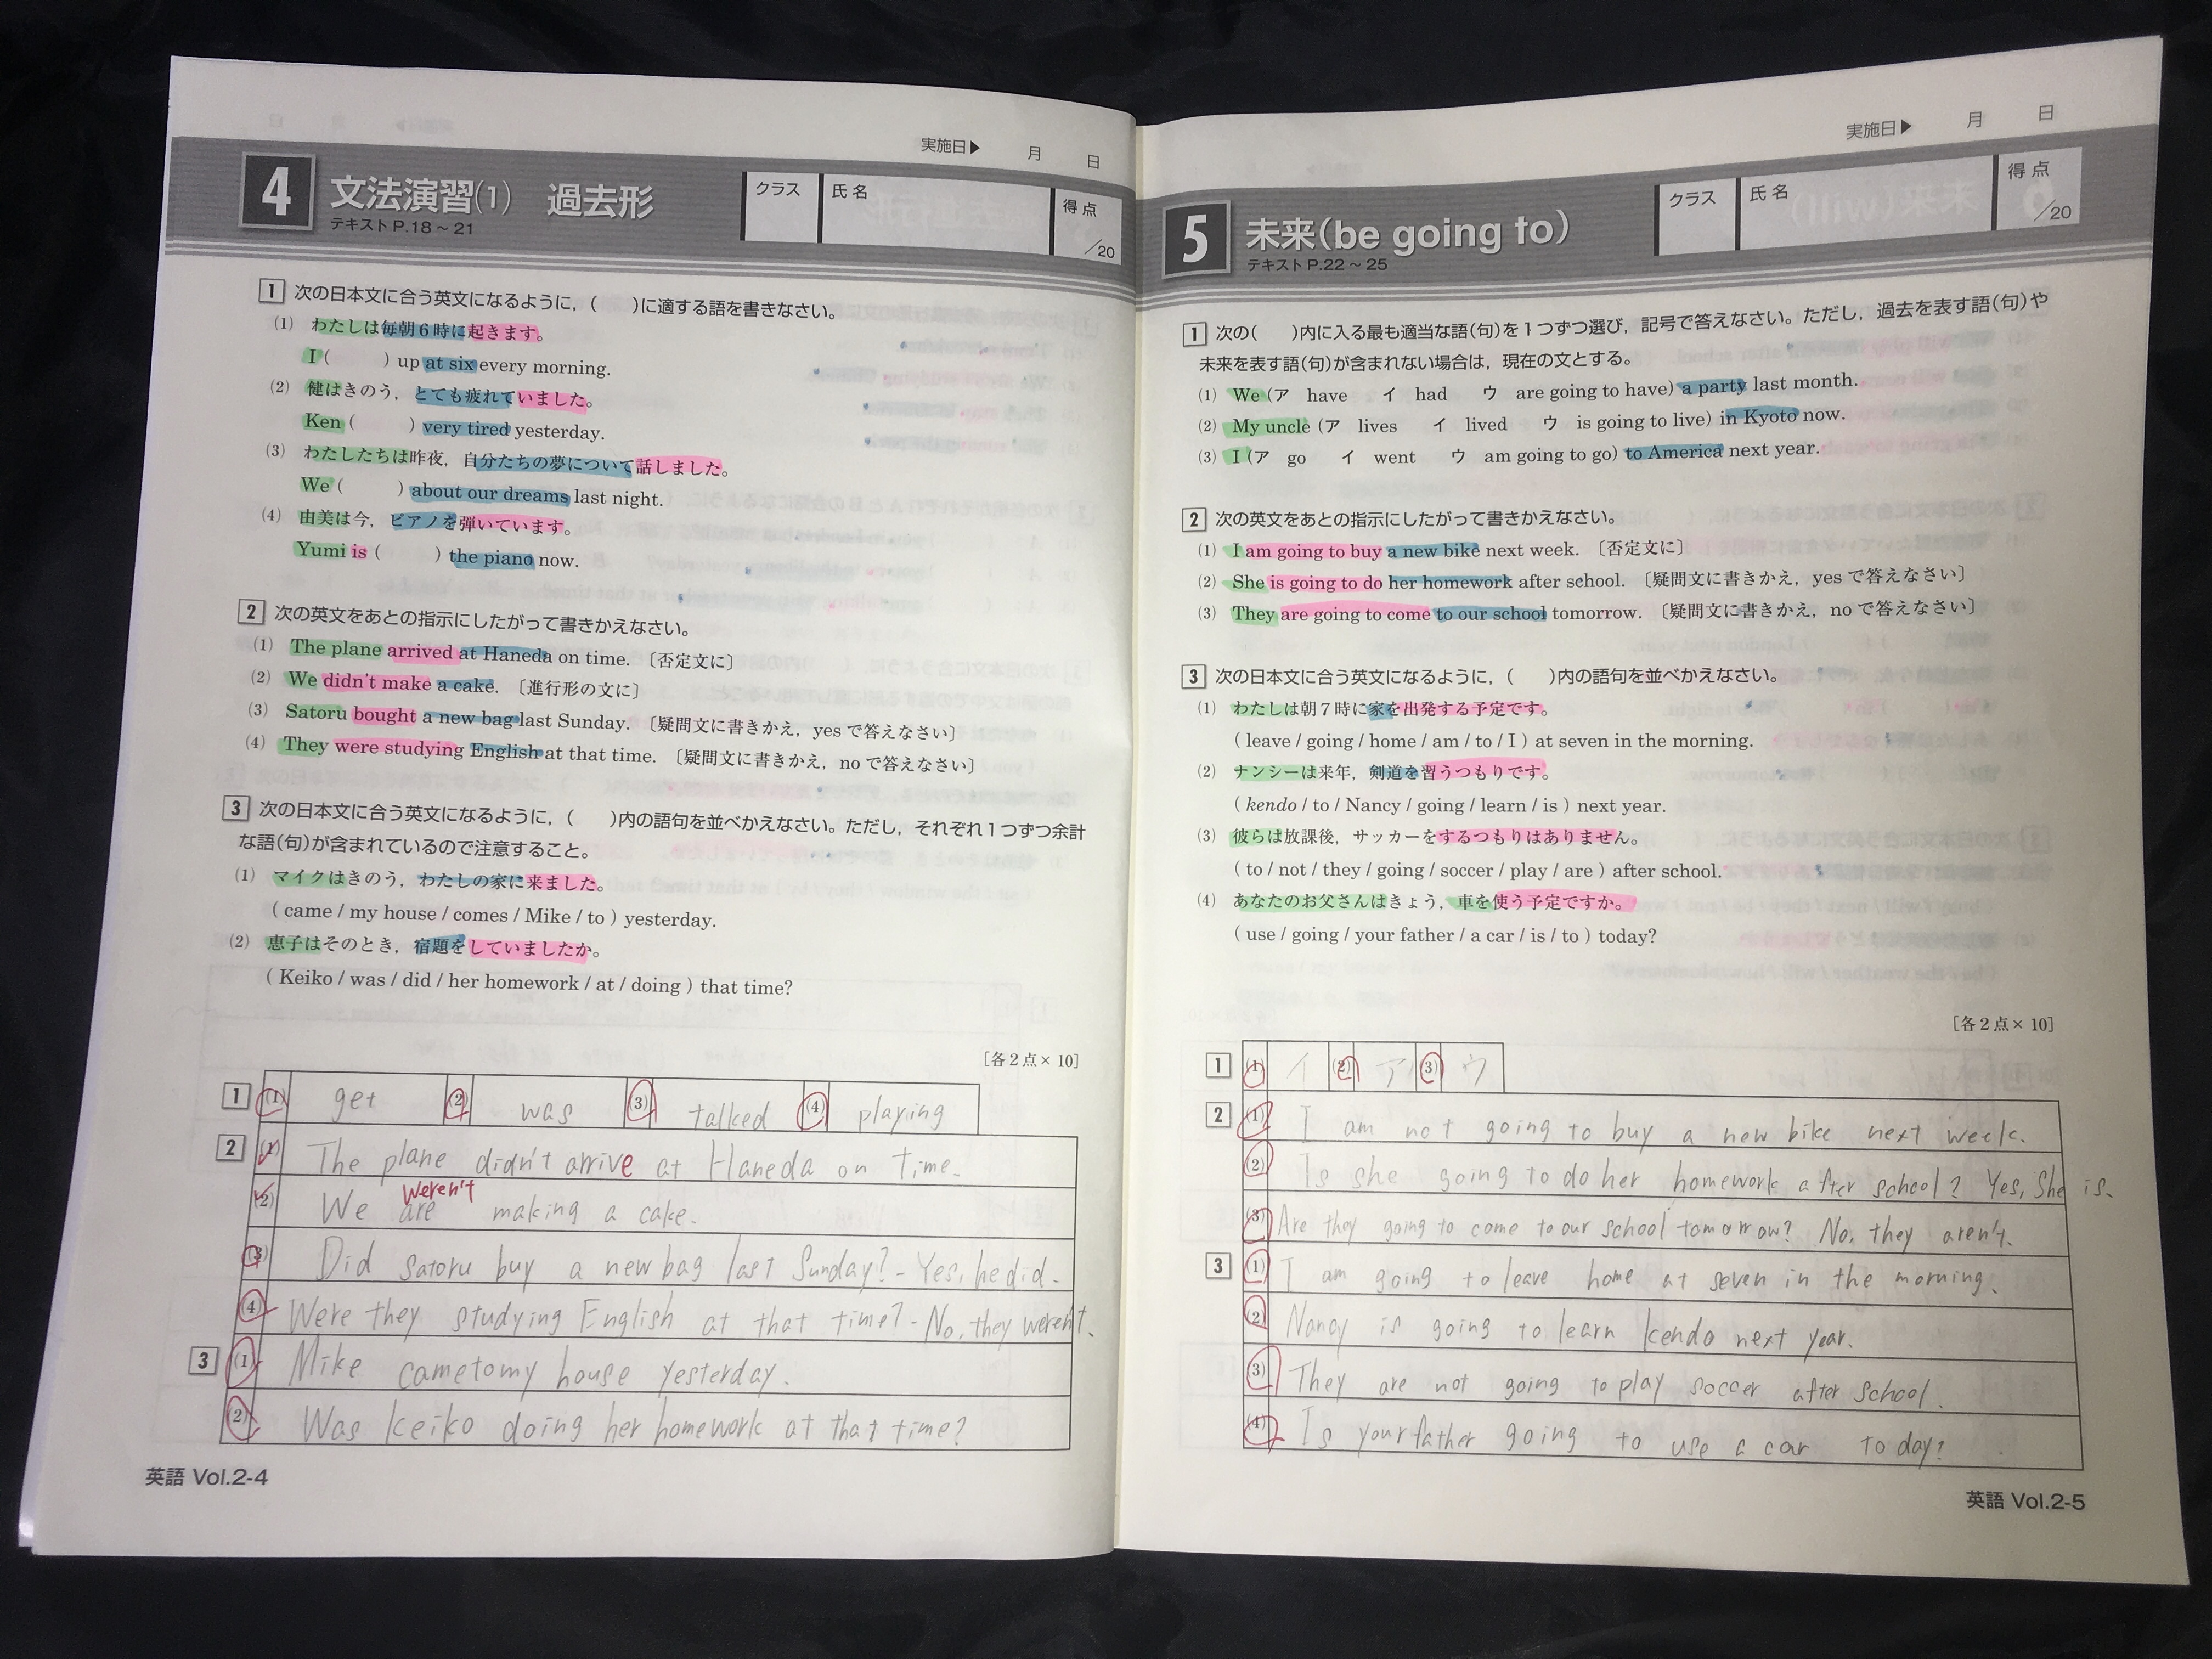 実施日▶ 月 日
4 文法演習(1) 過去形
テキストP.18～21
クラス 氏名 得点 /20
1 次の日本文に合う英文になるように，( )に適する語を書きなさい。
(1) わたしは毎朝6時に起きます。
I ( ) up at six every morning.
(2) 健はきのう，とても疲れていました。
Ken ( ) very tired yesterday.
(3) わたしたちは昨夜，自分たちの夢について話しました。
We ( ) about our dreams last night.
(4) 由美は今，ピアノを弾いています。
Yumi is ( ) the piano now.
2 次の英文をあとの指示にしたがって書きかえなさい。
(1) The plane arrived at Haneda on time. 〔否定文に〕
(2) We didn't make a cake. 〔進行形の文に〕
(3) Satoru bought a new bag last Sunday. 〔疑問文に書きかえ，yesで答えなさい〕
(4) They were studying English at that time. 〔疑問文に書きかえ，noで答えなさい〕
3 次の日本文に合う英文になるように，( )内の語句を並べかえなさい。ただし，それぞれ1つずつ余計
な語(句)が含まれているので注意すること。
(1) マイクはきのう，わたしの家に来ました。
( came / my house / comes / Mike / to ) yesterday.
(2) 恵子はそのとき，宿題をしていましたか。
( Keiko / was / did / her homework / at / doing ) that time?
［各2点×10］
1 (1) get (2) was (3) talked (4) playing
2 (1) The plane didn't arrive at Haneda on time.
weren't
(2) We are making a cake.
(3) Did Satoru buy a new bag last Sunday? - Yes, he did.
(4) Were they studying English at that time? - No, they weren't.
3 (1) Mike came to my house yesterday.
(2) Was Keiko doing her homework at that time?
英語 Vol.2-4
実施日▶ 月 日
5 未来(be going to)
テキストP.22～25
クラス 氏名 得点 /20
1 次の( )内に入る最も適当な語(句)を1つずつ選び，記号で答えなさい。ただし，過去を表す語(句)や
未来を表す語(句)が含まれない場合は，現在の文とする。
(1) We (ア have イ had ウ are going to have) a party last month.
(2) My uncle (ア lives イ lived ウ is going to live) in Kyoto now.
(3) I (ア go イ went ウ am going to go) to America next year.
2 次の英文をあとの指示にしたがって書きかえなさい。
(1) I am going to buy a new bike next week. 〔否定文に〕
(2) She is going to do her homework after school. 〔疑問文に書きかえ，yesで答えなさい〕
(3) They are going to come to our school tomorrow. 〔疑問文に書きかえ，noで答えなさい〕
3 次の日本文に合う英文になるように，( )内の語句を並べかえなさい。
(1) わたしは朝7時に家を出発する予定です。
( leave / going / home / am / to / I ) at seven in the morning.
(2) ナンシーは来年，剣道を習うつもりです。
( kendo / to / Nancy / going / learn / is ) next year.
(3) 彼らは放課後，サッカーをするつもりはありません。
( to / not / they / going / soccer / play / are ) after school.
(4) あなたのお父さんはきょう，車を使う予定ですか。
( use / going / your father / a car / is / to ) today?
［各2点×10］
1 (1) イ (2) ア (3) ウ
2 (1) I am not going to buy a new bike next week.
(2) Is she going to do her homework after school? Yes, She is.
(3) Are they going to come to our school tomorrow? No, they aren't.
3 (1) I am going to leave home at seven in the morning.
(2) Nancy is going to learn kendo next year.
(3) They are not going to play soccer after school.
(4) Is your father going to use a car today?
英語 Vol.2-5